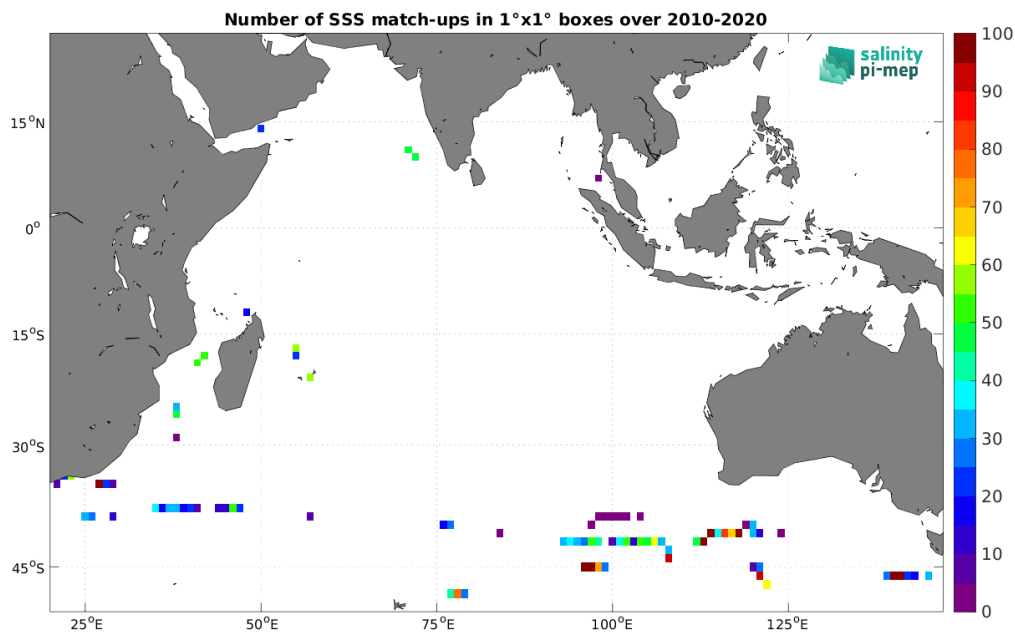 Number of SSS match-ups in 1°x1° boxes over 2010-2020
salinity
pi-mep
100
90
80
70
60
50
40
30
20
10
0
15°N
0°
15°S
30°S
45°S
25°E
50°E
75°E
100°E
125°E